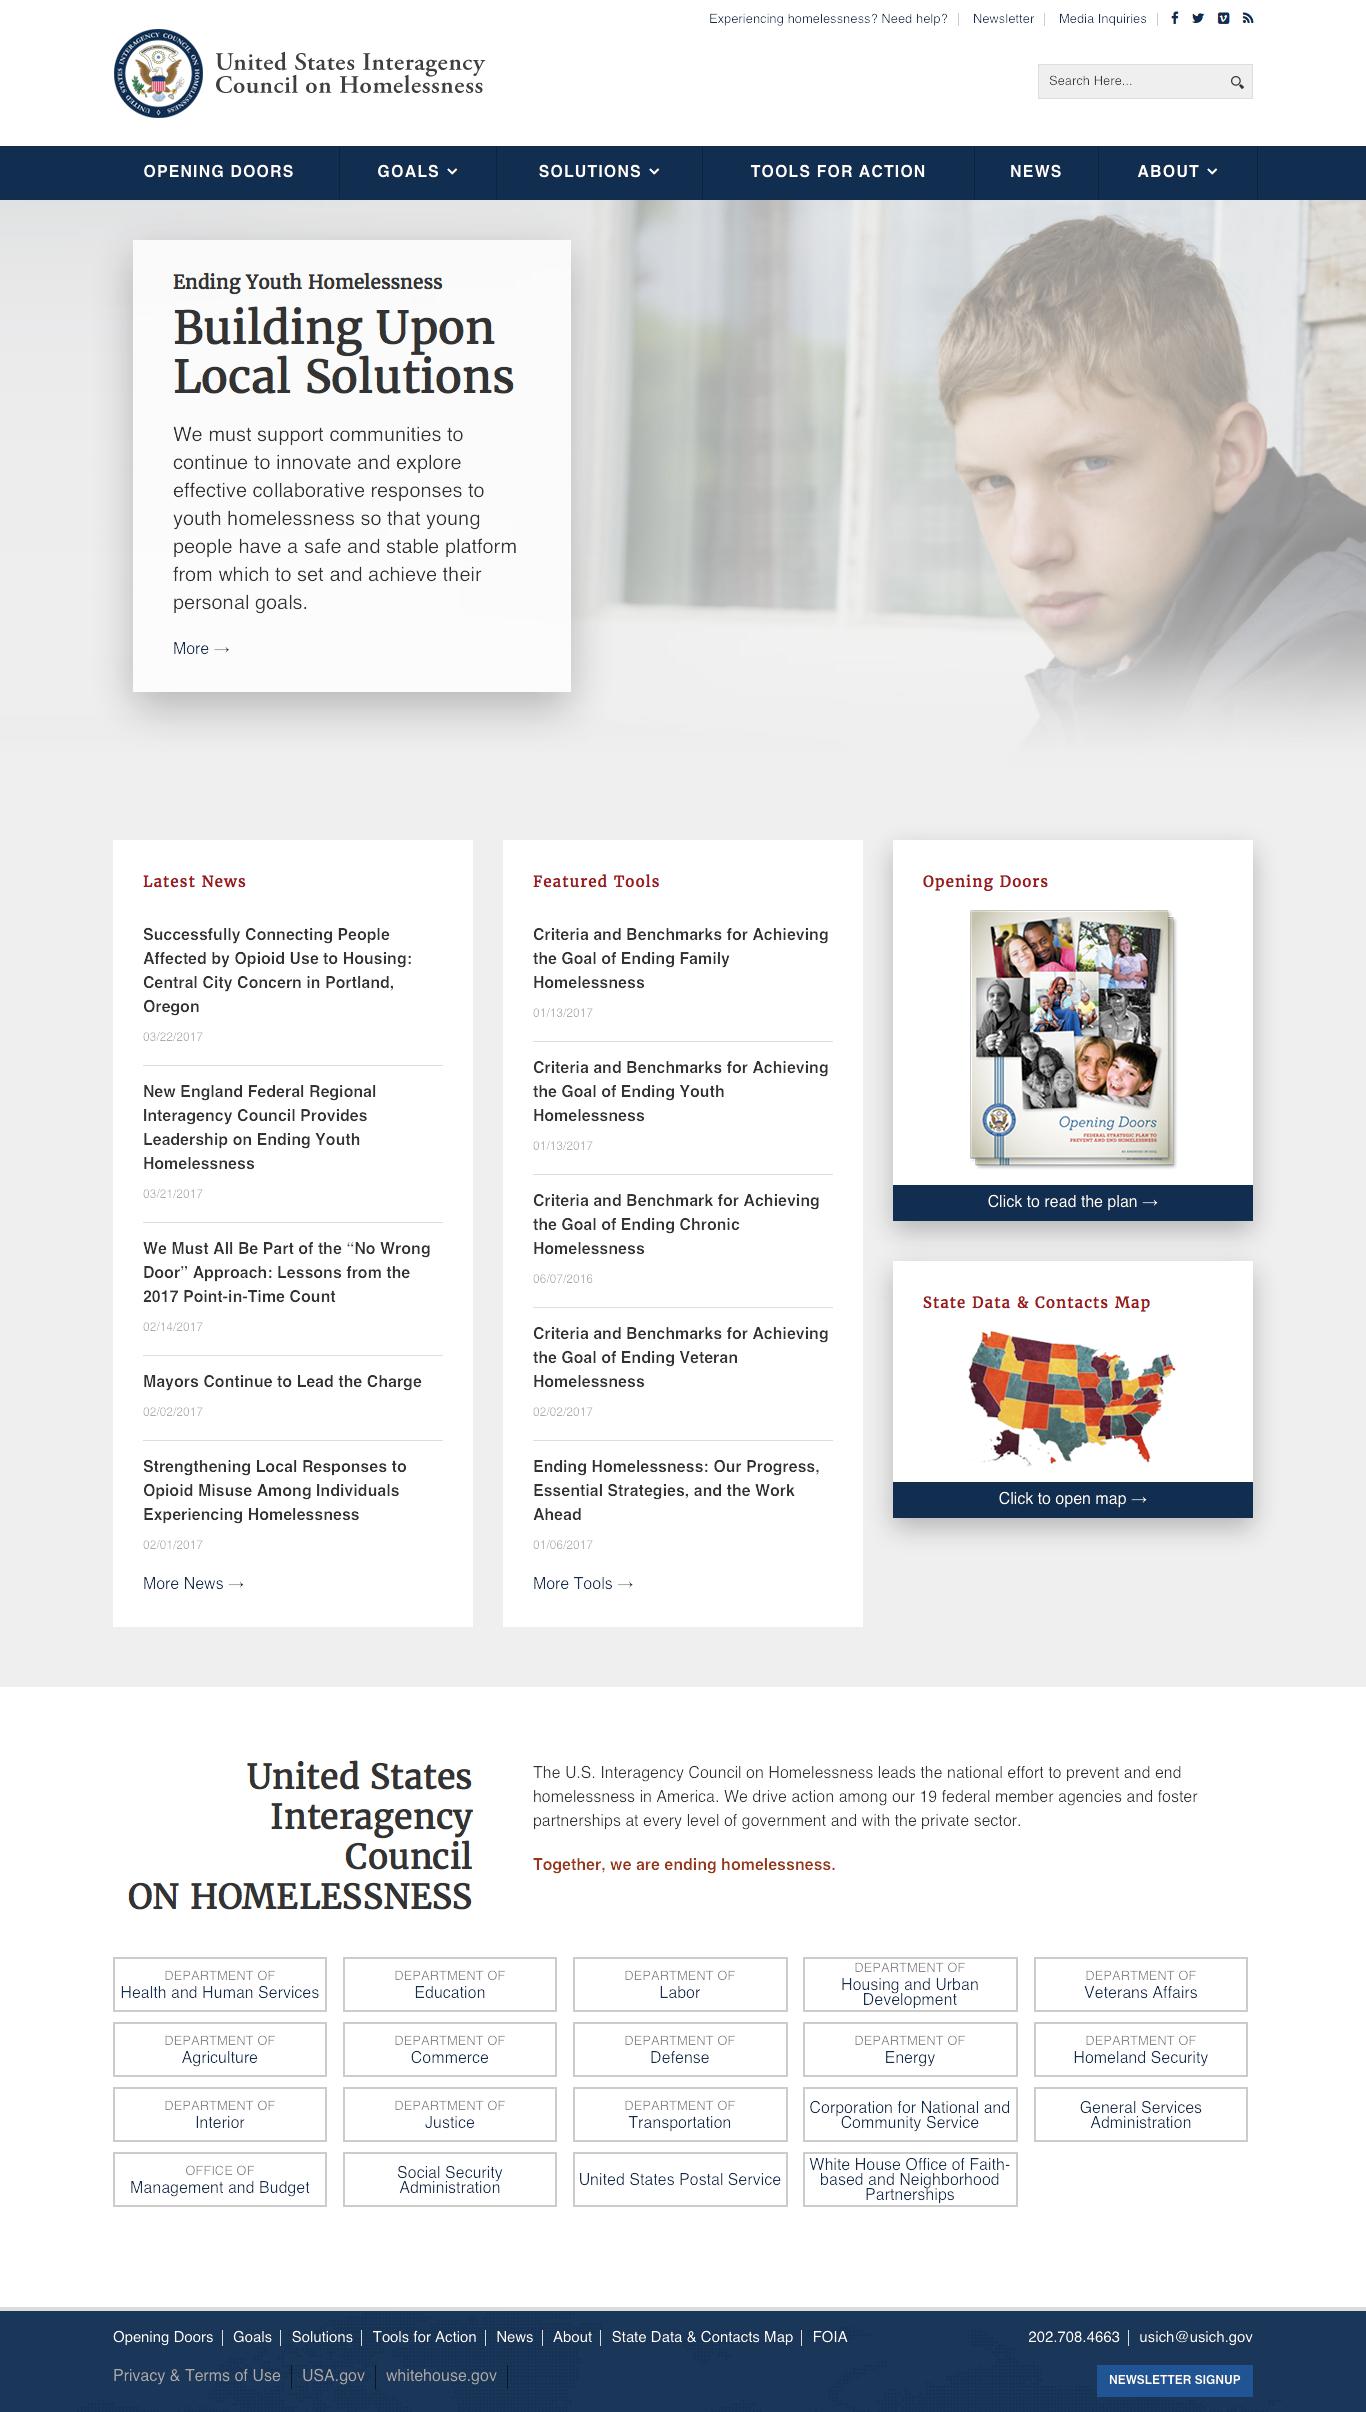 Experiencing homelessness? Need help?
Newsletter
Media Inquiries
United States Interagency
Council on Homelessness
Search Here...
OPENING DOORS
GOALS
SOLUTIONS
TOOLS FOR ACTION
NEWS
ABOUT
Ending Youth Homelessness
Building Upon
Local Solutions
We must support communities to
continue to innovate and explore
effective collaborative responses to
youth homelessness so that young
people have a safe and stable platform
from which to set and achieve their
personal goals.
More →
Latest News
Successfully Connecting People
Affected by Opioid Use to Housing:
Central City Concern in Portland,
Oregon
03/22/2017
New England Federal Regional
Interagency Council Provides
Leadership on Ending Youth
Homelessness
03/21/2017
We Must All Be Part of the “No Wrong
Door” Approach: Lessons from the
2017 Point-in-Time Count
02/14/2017
Mayors Continue to Lead the Charge
02/02/2017
Strengthening Local Responses to
Opioid Misuse Among Individuals
Experiencing Homelessness
02/01/2017
More News →
Featured Tools
Criteria and Benchmarks for Achieving
the Goal of Ending Family
Homelessness
01/13/2017
Criteria and Benchmarks for Achieving
the Goal of Ending Youth
Homelessness
01/13/2017
Criteria and Benchmark for Achieving
the Goal of Ending Chronic
Homelessness
06/07/2016
Criteria and Benchmarks for Achieving
the Goal of Ending Veteran
Homelessness
02/02/2017
Ending Homelessness: Our Progress,
Essential Strategies, and the Work
Ahead
01/06/2017
More Tools →
Opening Doors
Opening Doors
FEDERAL STRATEGIC PLAN TO
PREVENT AND END HOMELESSNESS
Click to read the plan →
State Data & Contacts Map
Click to open map →
United States
Interagency
Council
ON HOMELESSNESS
The U.S. Interagency Council on Homelessness leads the national effort to prevent and end
homelessness in America. We drive action among our 19 federal member agencies and foster
partnerships at every level of government and with the private sector.
Together, we are ending homelessness.
DEPARTMENT OF
Health and Human Services
DEPARTMENT OF
Education
DEPARTMENT OF
Labor
DEPARTMENT OF
Housing and Urban
Development
DEPARTMENT OF
Veterans Affairs
DEPARTMENT OF
Agriculture
DEPARTMENT OF
Commerce
DEPARTMENT OF
Defense
DEPARTMENT OF
Energy
DEPARTMENT OF
Homeland Security
DEPARTMENT OF
Interior
DEPARTMENT OF
Justice
DEPARTMENT OF
Transportation
Corporation for National and
Community Service
General Services
Administration
OFFICE OF
Management and Budget
Social Security
Administration
United States Postal Service
White House Office of Faith-
based and Neighborhood
Partnerships
Opening Doors
Goals
Solutions
Tools for Action
News
About
State Data & Contacts Map
FOIA
202.708.4663
usich@usich.gov
Privacy & Terms of Use
USA.gov
whitehouse.gov
NEWSLETTER SIGNUP